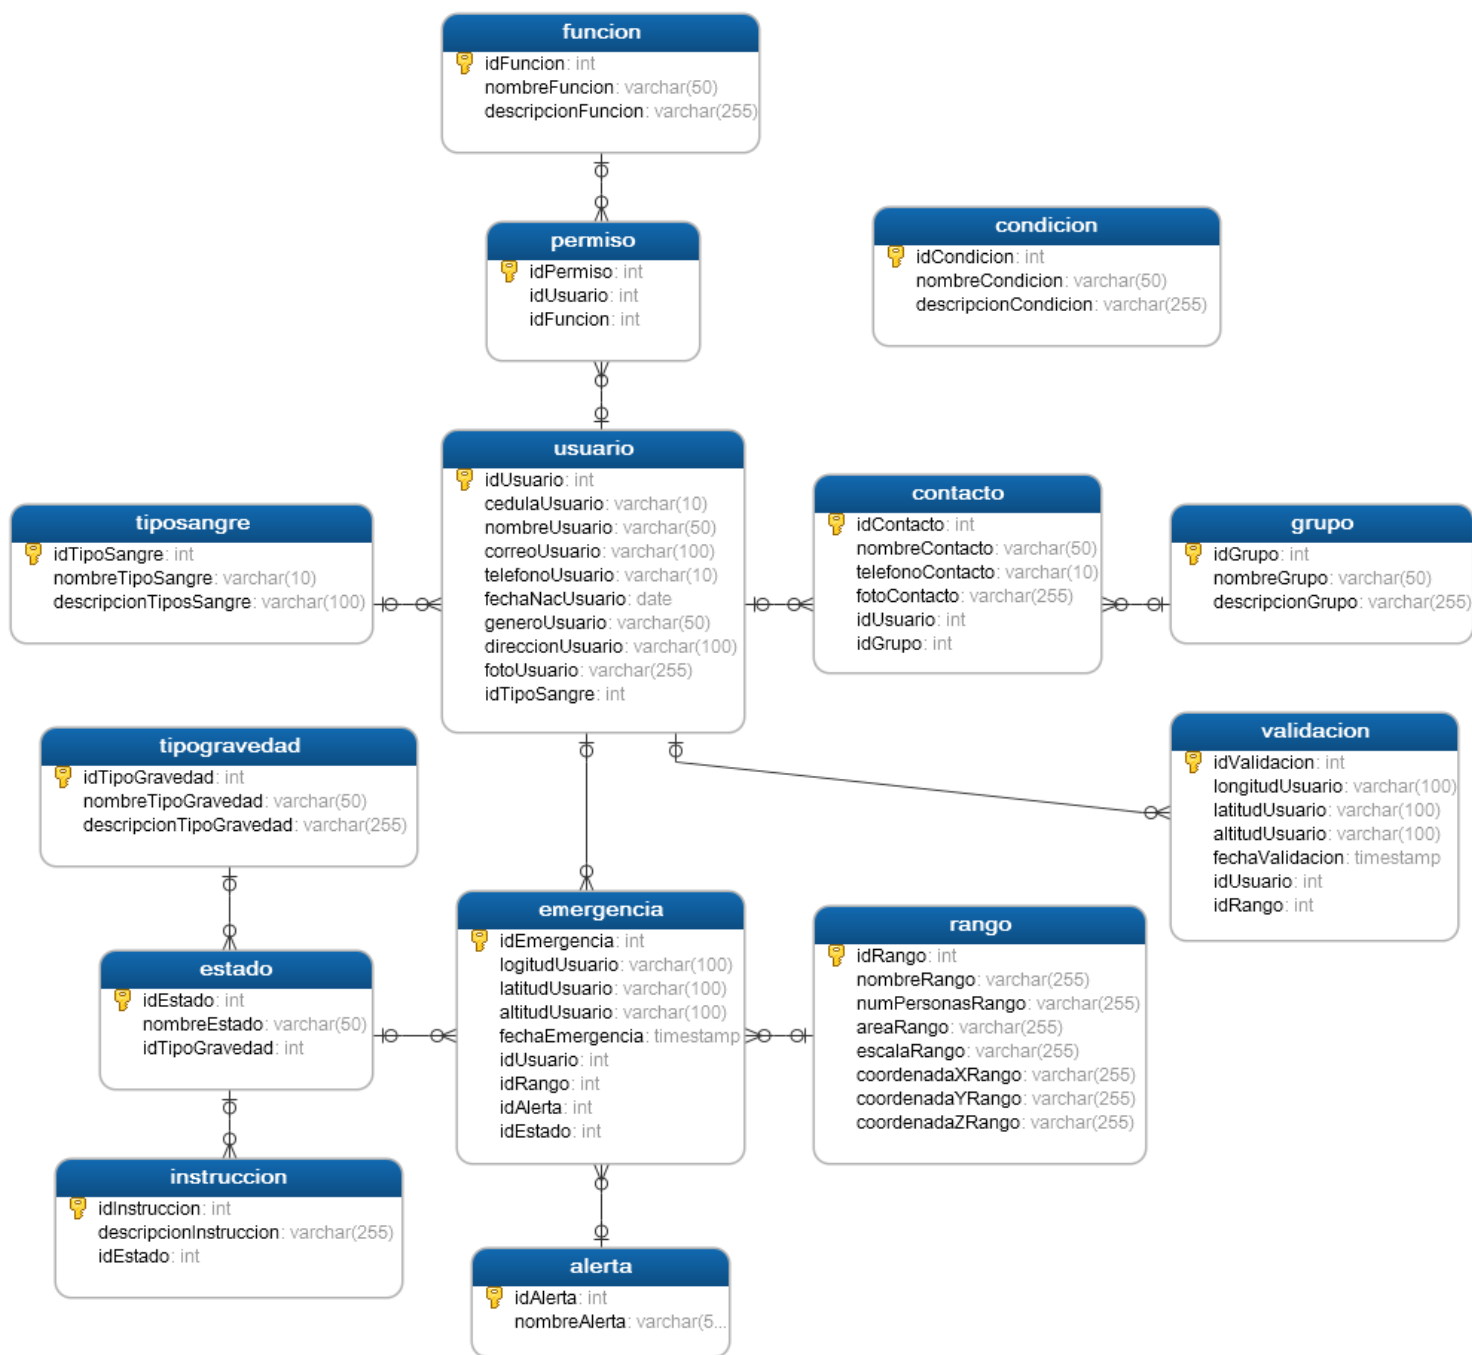 funcion
idFuncion: int
nombreFuncion: varchar(50)
descripcionFuncion: varchar(255)
permiso
idPermiso: int
idUsuario: int
idFuncion: int
condicion
idCondicion: int
nombreCondicion: varchar(50)
descripcionCondicion: varchar(255)
usuario
idUsuario: int
cedulaUsuario: varchar(10)
nombreUsuario: varchar(50)
correoUsuario: varchar(100)
telefonoUsuario: varchar(10)
fechaNacUsuario: date
generoUsuario: varchar(50)
direccionUsuario: varchar(100)
fotoUsuario: varchar(255)
idTipoSangre: int
tiposangre
idTipoSangre: int
nombreTipoSangre: varchar(10)
descripcionTiposSangre: varchar(100)
contacto
idContacto: int
nombreContacto: varchar(50)
telefonoContacto: varchar(10)
fotoContacto: varchar(255)
idUsuario: int
idGrupo: int
grupo
idGrupo: int
nombreGrupo: varchar(50)
descripcionGrupo: varchar(255)
tipogravedad
idTipoGravedad: int
nombreTipoGravedad: varchar(50)
descripcionTipoGravedad: varchar(255)
validacion
idValidacion: int
longitudUsuario: varchar(100)
latitudUsuario: varchar(100)
altitudUsuario: varchar(100)
fechaValidacion: timestamp
idUsuario: int
idRango: int
estado
idEstado: int
nombreEstado: varchar(50)
idTipoGravedad: int
emergencia
idEmergencia: int
logitudUsuario: varchar(100)
latitudUsuario: varchar(100)
altitudUsuario: varchar(100)
fechaEmergencia: timestamp
idUsuario: int
idRango: int
idAlerta: int
idEstado: int
rango
idRango: int
nombreRango: varchar(255)
numPersonasRango: varchar(255)
areaRango: varchar(255)
escalaRango: varchar(255)
coordenadaXRango: varchar(255)
coordenadaYRango: varchar(255)
coordenadaZRango: varchar(255)
instruccion
idInstruccion: int
descripcionInstruccion: varchar(255)
idEstado: int
alerta
idAlerta: int
nombreAlerta: varchar(5...